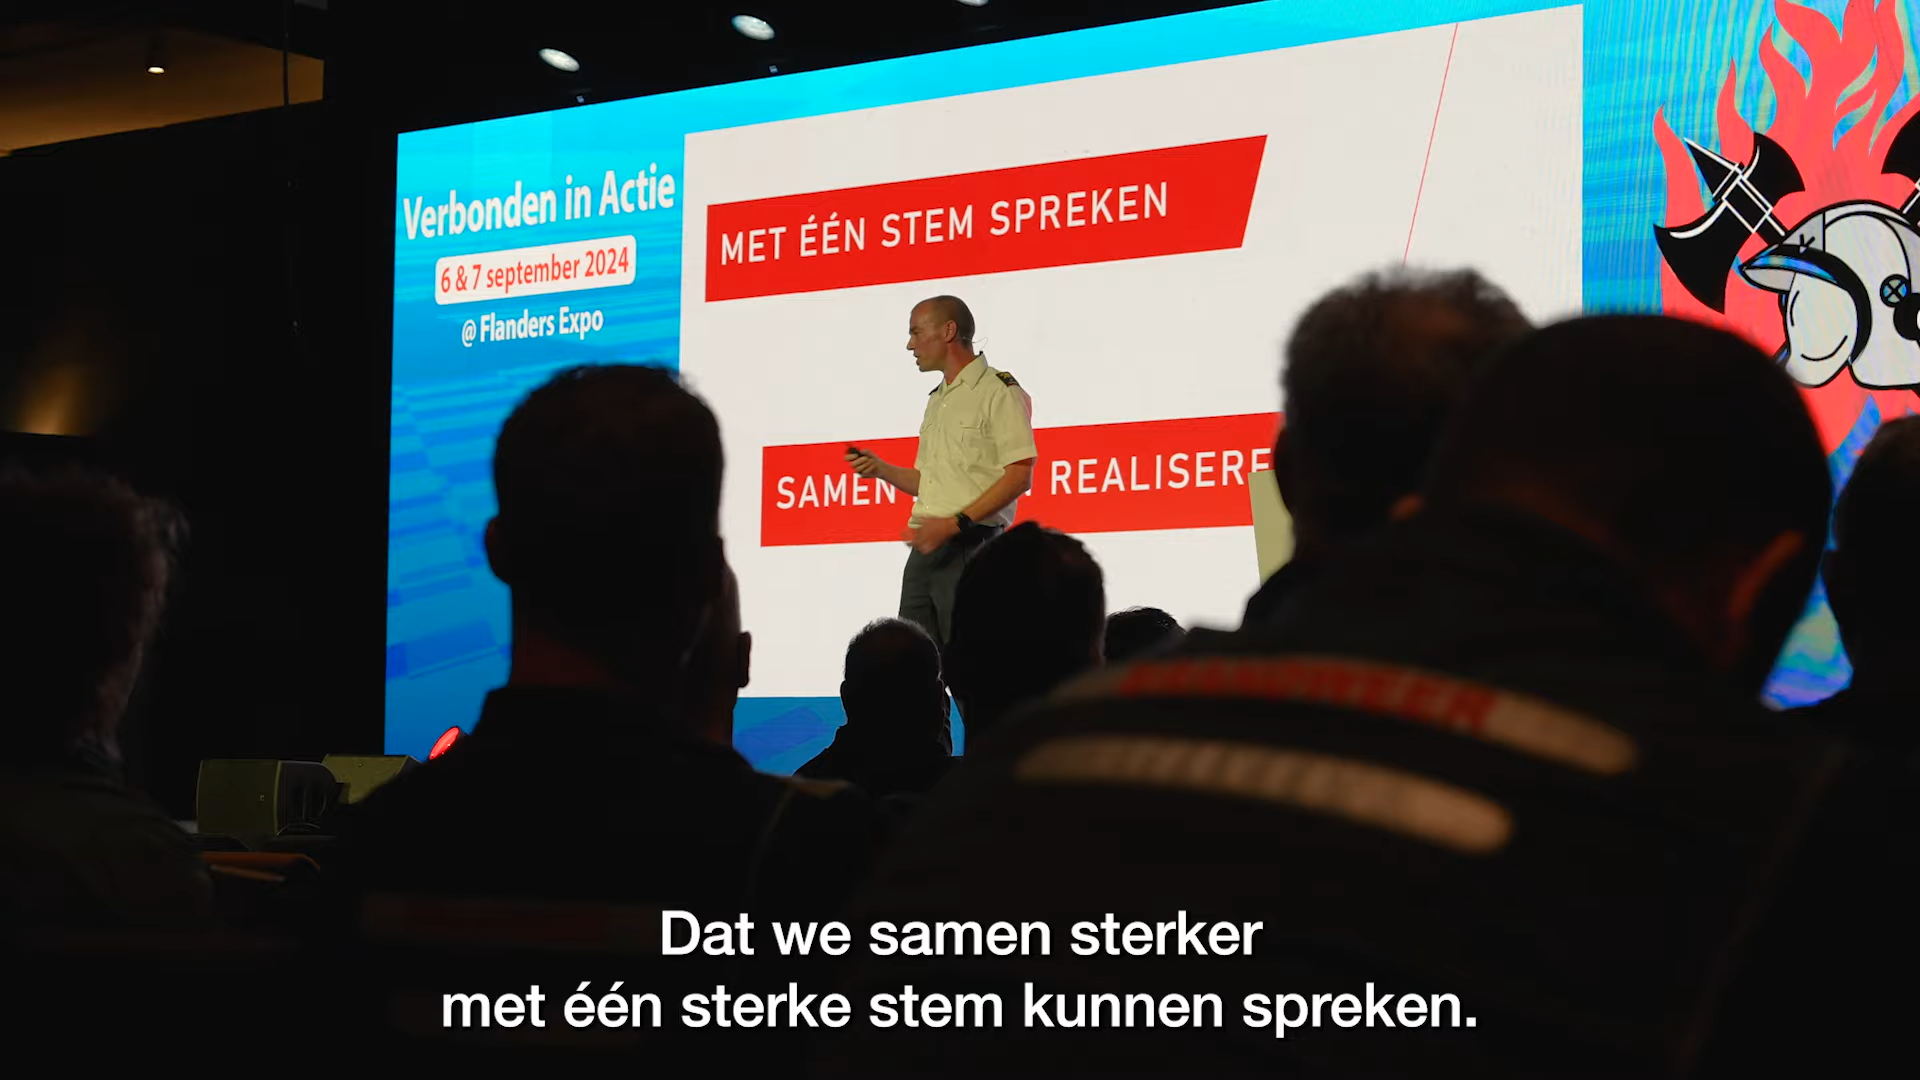 Verbonden in Actie
6 & 7 september 2024
@ Flanders Expo
MET ÉÉN STEM SPREKEN
SAMEN
REALISERE
Dat we samen sterker
met één sterke stem kunnen spreken.